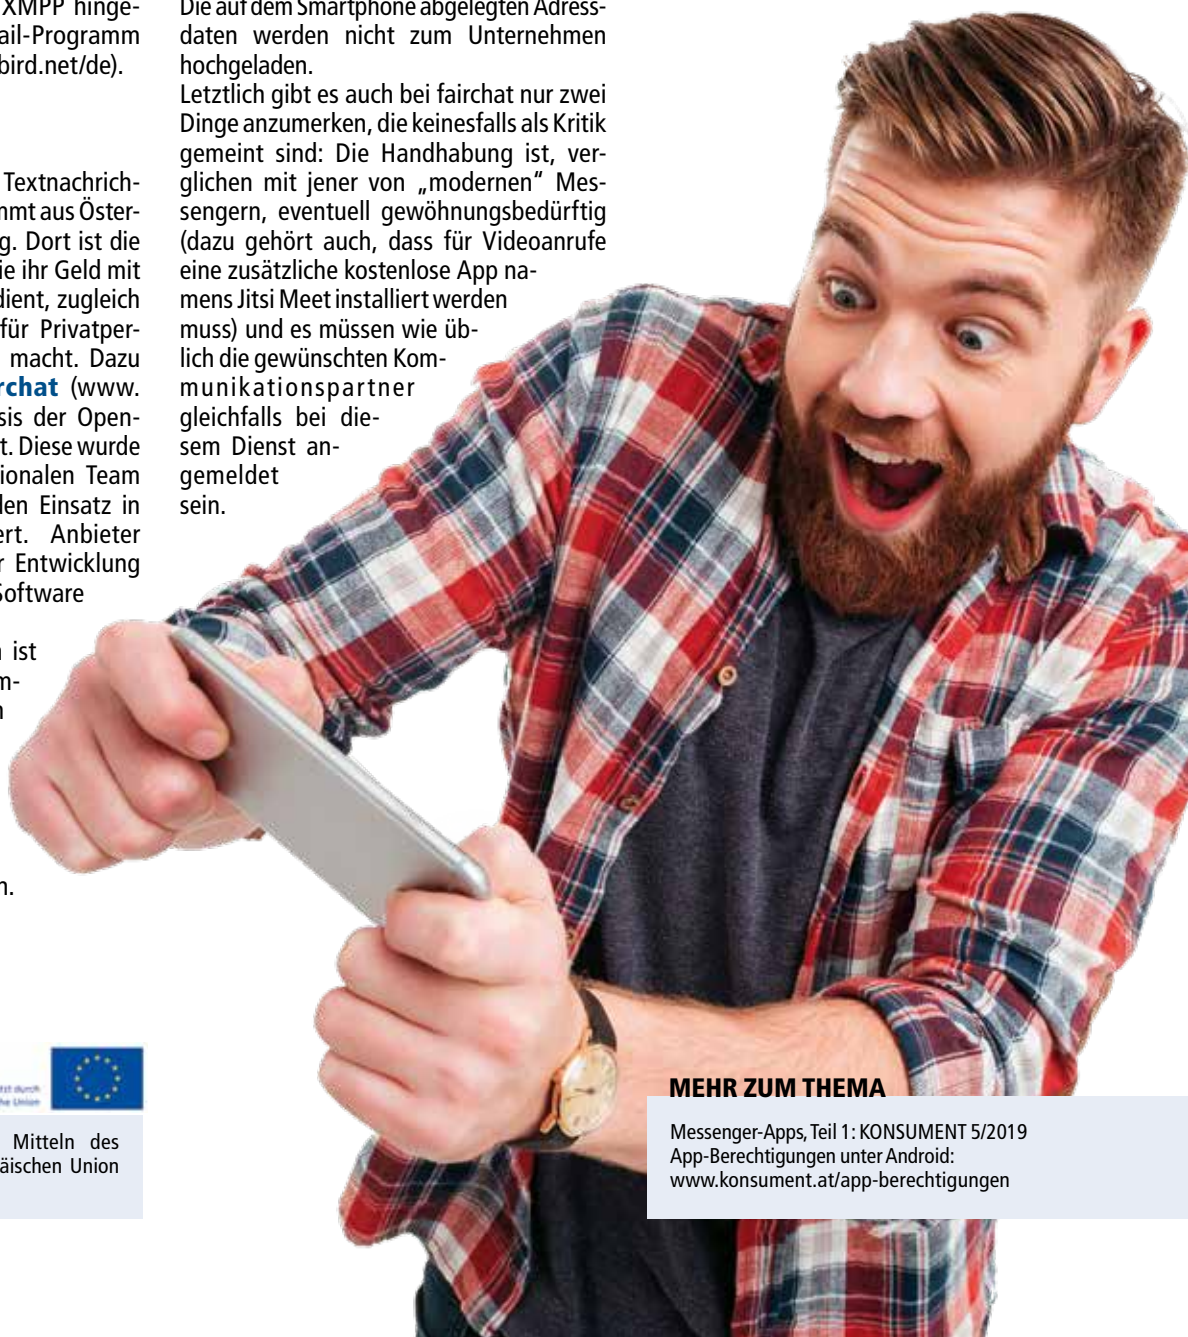 XMPP hinge-
ail-Programm
bird.net/de).
Textnachrich-
mmt aus Öster-
g. Dort ist die
ie ihr Geld mit
dient, zugleich
für Privatper-
macht. Dazu
rchat (www.
sis der Open-
t. Diese wurde
ionalen Team
den Einsatz in
ert. Anbieter
r Entwicklung
Software
ist
m-
n
n.
Die auf dem Smartphone abgelegten Adress-
daten werden nicht zum Unternehmen
hochgeladen.
Letztlich gibt es auch bei fairchat nur zwei
Dinge anzumerken, die keinesfalls als Kritik
gemeint sind: Die Handhabung ist, ver-
glichen mit jener von „modernen“ Mes-
sengern, eventuell gewöhnungsbedürftig
(dazu gehört auch, dass für Videoanrufe
eine zusätzliche kostenlose App na-
mens Jitsi Meet installiert werden
muss) und es müssen wie üb-
lich die gewünschten Kom-
munikationspartner
gleichfalls bei die-
sem Dienst an-
gemeldet
sein.
tzt durch
he Union
Mitteln des
äischen Union
MEHR ZUM THEMA
Messenger-Apps, Teil 1: KONSUMENT 5/2019
App-Berechtigungen unter Android:
www.konsument.at/app-berechtigungen